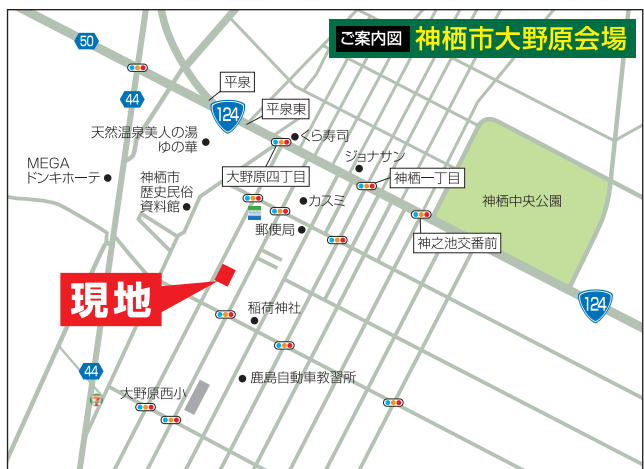 ご案内図 神栖市大野原会場
50
44
平泉
124
平泉東
天然温泉美人の湯
ゆの華
くら寿司
MEGA
ドンキホーテ
神栖市
歴史民俗
資料館
大野原四丁目
ジョナサン
神栖一丁目
カスミ
神栖中央公園
郵便局
神之池交番前
現地
124
稲荷神社
44
大野原西小
鹿島自動車教習所
7